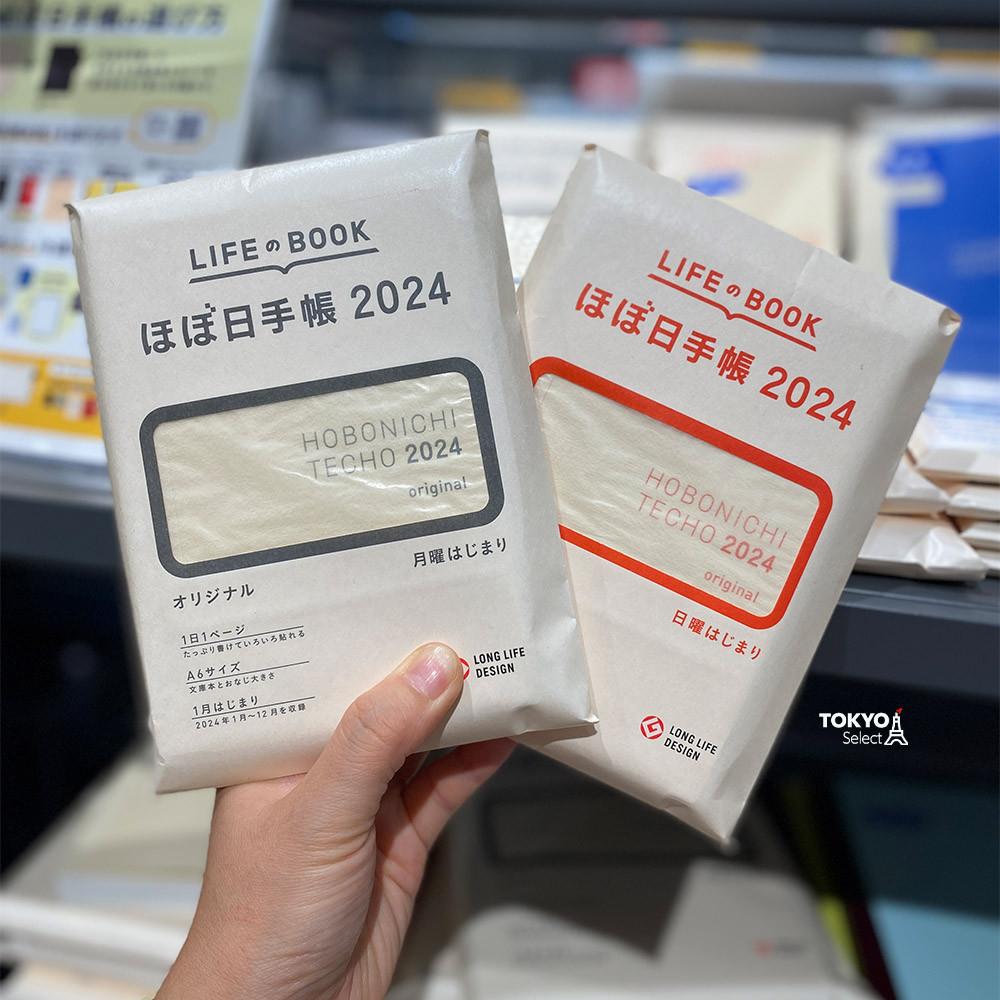 LIFEのBOOK
ほぼ日手帳 2024
HOBONICHI
TECHO 2024
original
オリジナル
月曜はじまり
1日1ページ
たっぷり書けていろいろ貼れる
A6サイズ
文庫本とおなじ大きさ
1月はじまり
2024年1月〜12月を収録
LONG LIFE
DESIGN
LIFEのBOOK
ほぼ日手帳 2024
HOBONICHI
TECHO 2024
original
日曜はじまり
LONG LIFE
DESIGN
TOKYO
Select